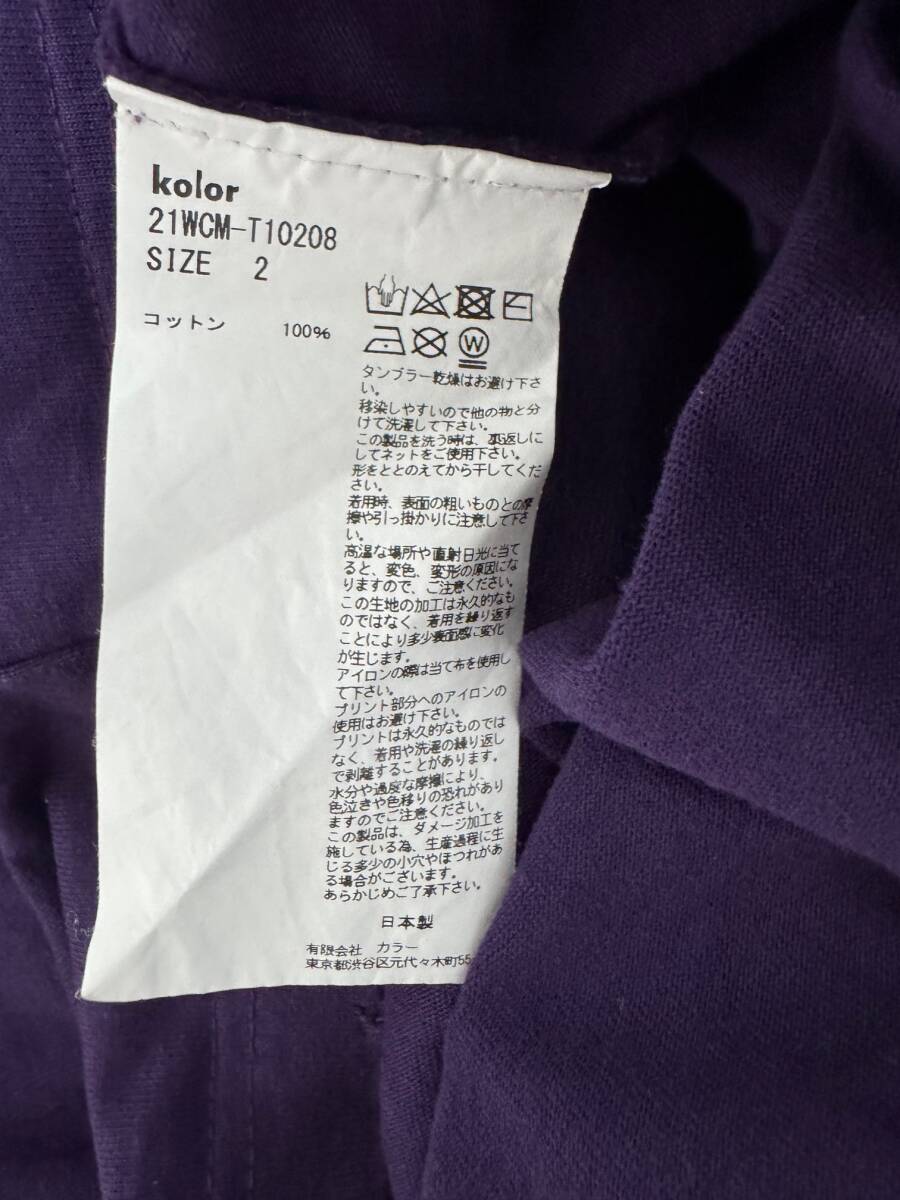 kolor
21WCM-T10208
SIZE 2
コットン 100%
W
タンブラー乾燥はお避け下さ
い。
移染しやすいので他の物と分
けて洗濯して下さい。
この製品を洗う時は、裏返しに
してネットをご使用下さい。
形をととのえてから干してくだ
さい。
着用時、表面の粗いものとの摩
擦や引っ掛かりに注意して下さ
い。
高温な場所や直射日光に当て
ると、変色、変形の原因にな
りますので、ご注意ください。
この生地の加工は永久的なも
のではなく、着用を繰り返す
ことにより多少表面感に変化
が生じます。
アイロンの際は当て布を使用し
て下さい。
プリント部分へのアイロンの
使用はお避け下さい。
プリントは永久的なものでは
なく、着用や洗濯の繰り返し
で剥離することがあります。
水分や過度な摩擦により、
色泣きや色移りの恐れがあり
ますのでご注意ください。
この製品は、ダメージ加工を
施している為、生産過程に生
じる多少の小穴やほつれがあ
る場合がございます。
あらかじめご了承下さい。
日本製
有限会社 カラー
東京都渋谷区元代々木町55